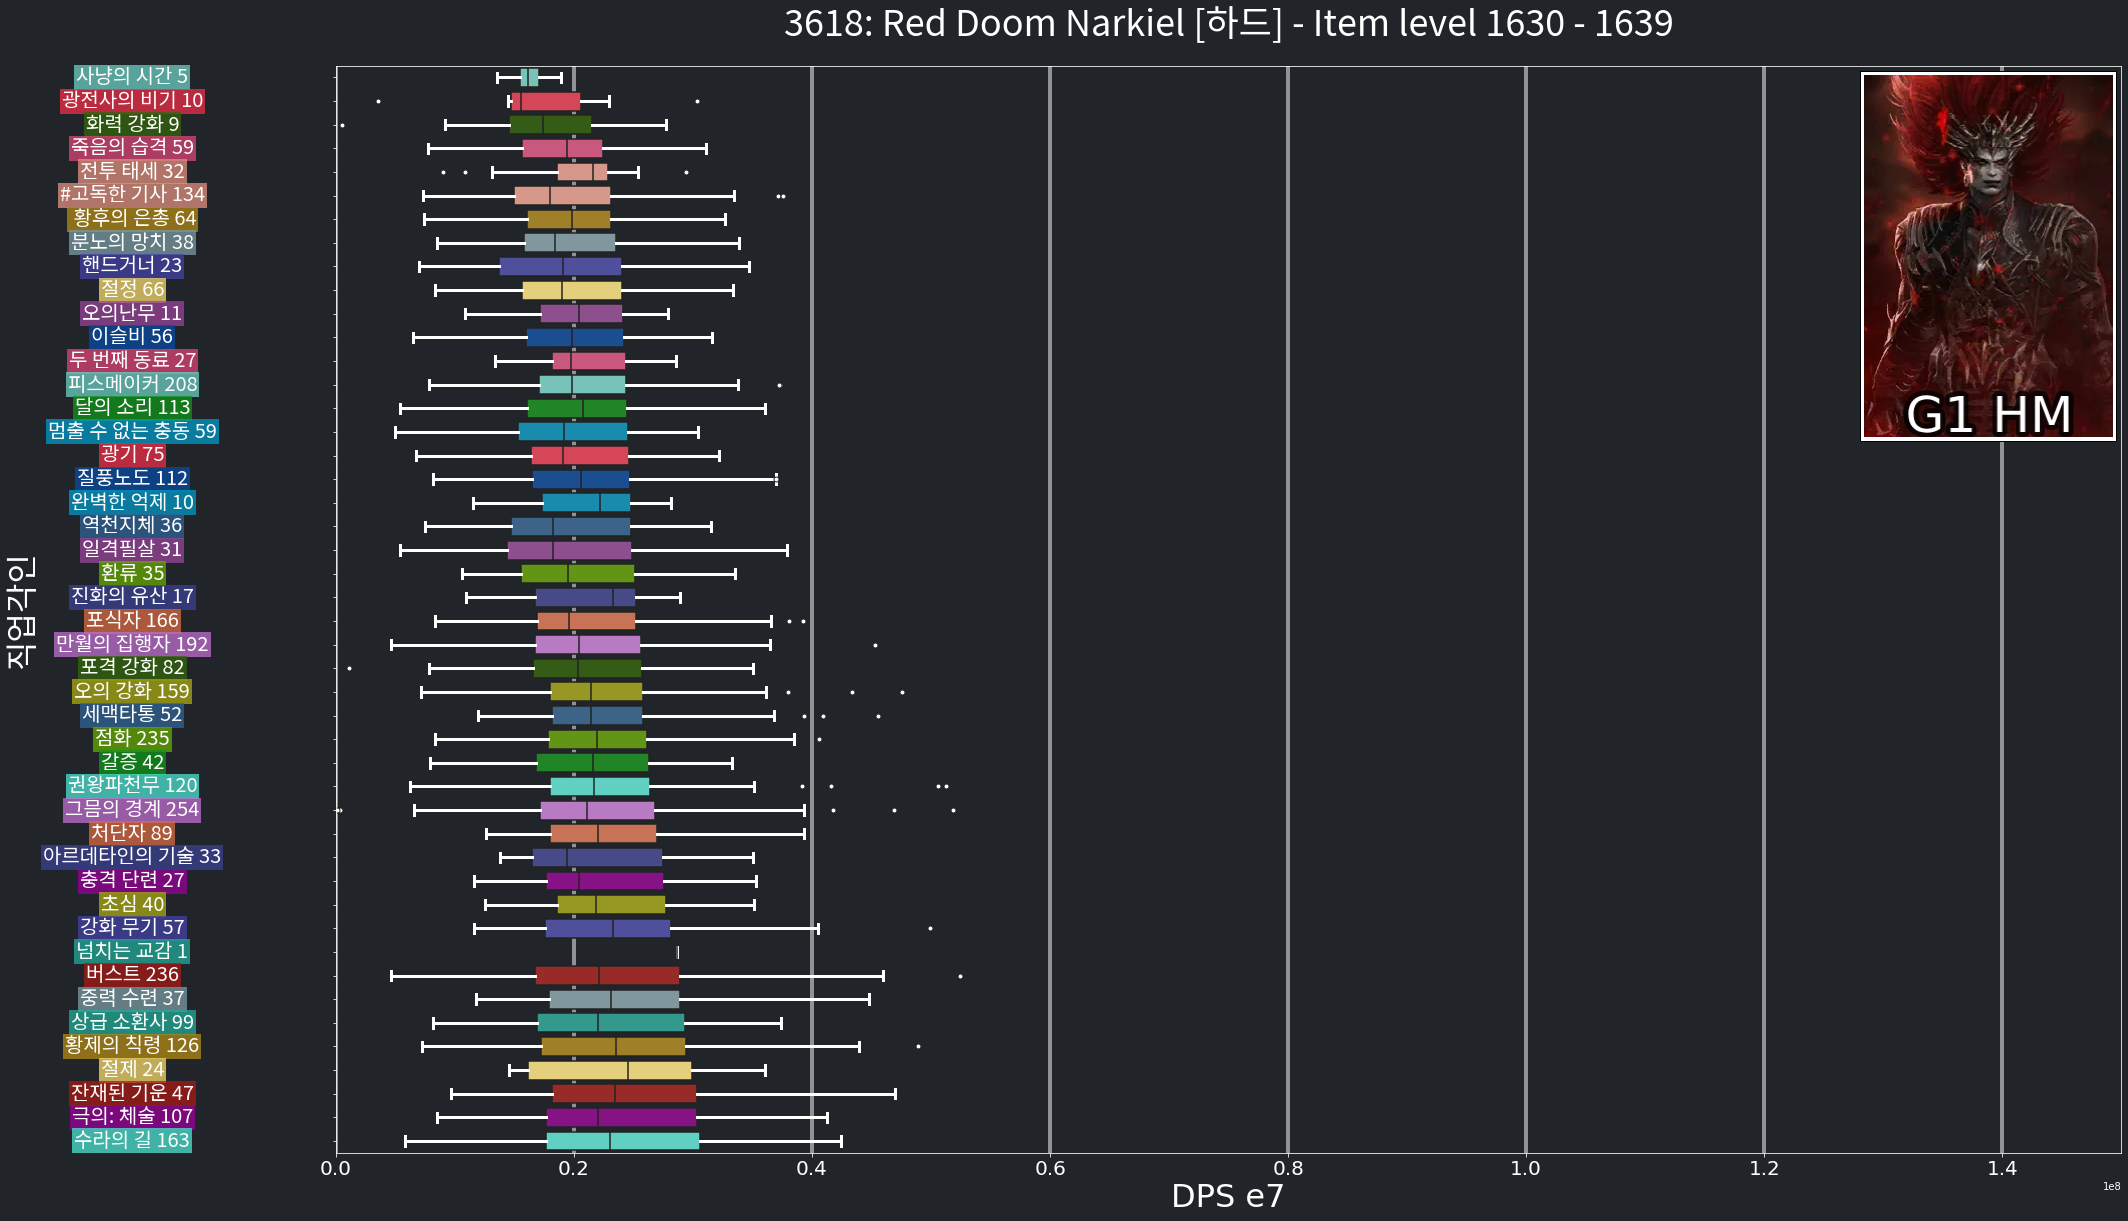 3618: Red Doom Narkiel [하드] - Item level 1630 - 1639
사냥의 시간 5
광전사의 비기 10
화력 강화 9
죽음의 습격 59
전투 태세 32
#고독한 기사 134
황후의 은총 64
분노의 망치 38
핸드거너 23
절정 66
오의난무 11
이슬비 56
두 번째 동료 27
피스메이커 208
달의 소리 113
멈출 수 없는 충동 59
광기 75
질풍노도 112
완벽한 억제 10
역천지체 36
일격필살 31
환류 35
진화의 유산 17
포식자 166
만월의 집행자 192
포격 강화 82
오의 강화 159
세맥타통 52
점화 235
갈증 42
권왕파천무 120
그믐의 경계 254
처단자 89
아르데타인의 기술 33
충격 단련 27
초심 40
강화 무기 57
넘치는 교감 1
버스트 236
중력 수련 37
상급 소환사 99
황제의 칙령 126
절제 24
잔재된 기운 47
극의: 체술 107
수라의 길 163
직업각인
G1 HM
0.0 0.2 0.4 0.6 0.8 1.0 1.2 1.4
DPS e7
1e8